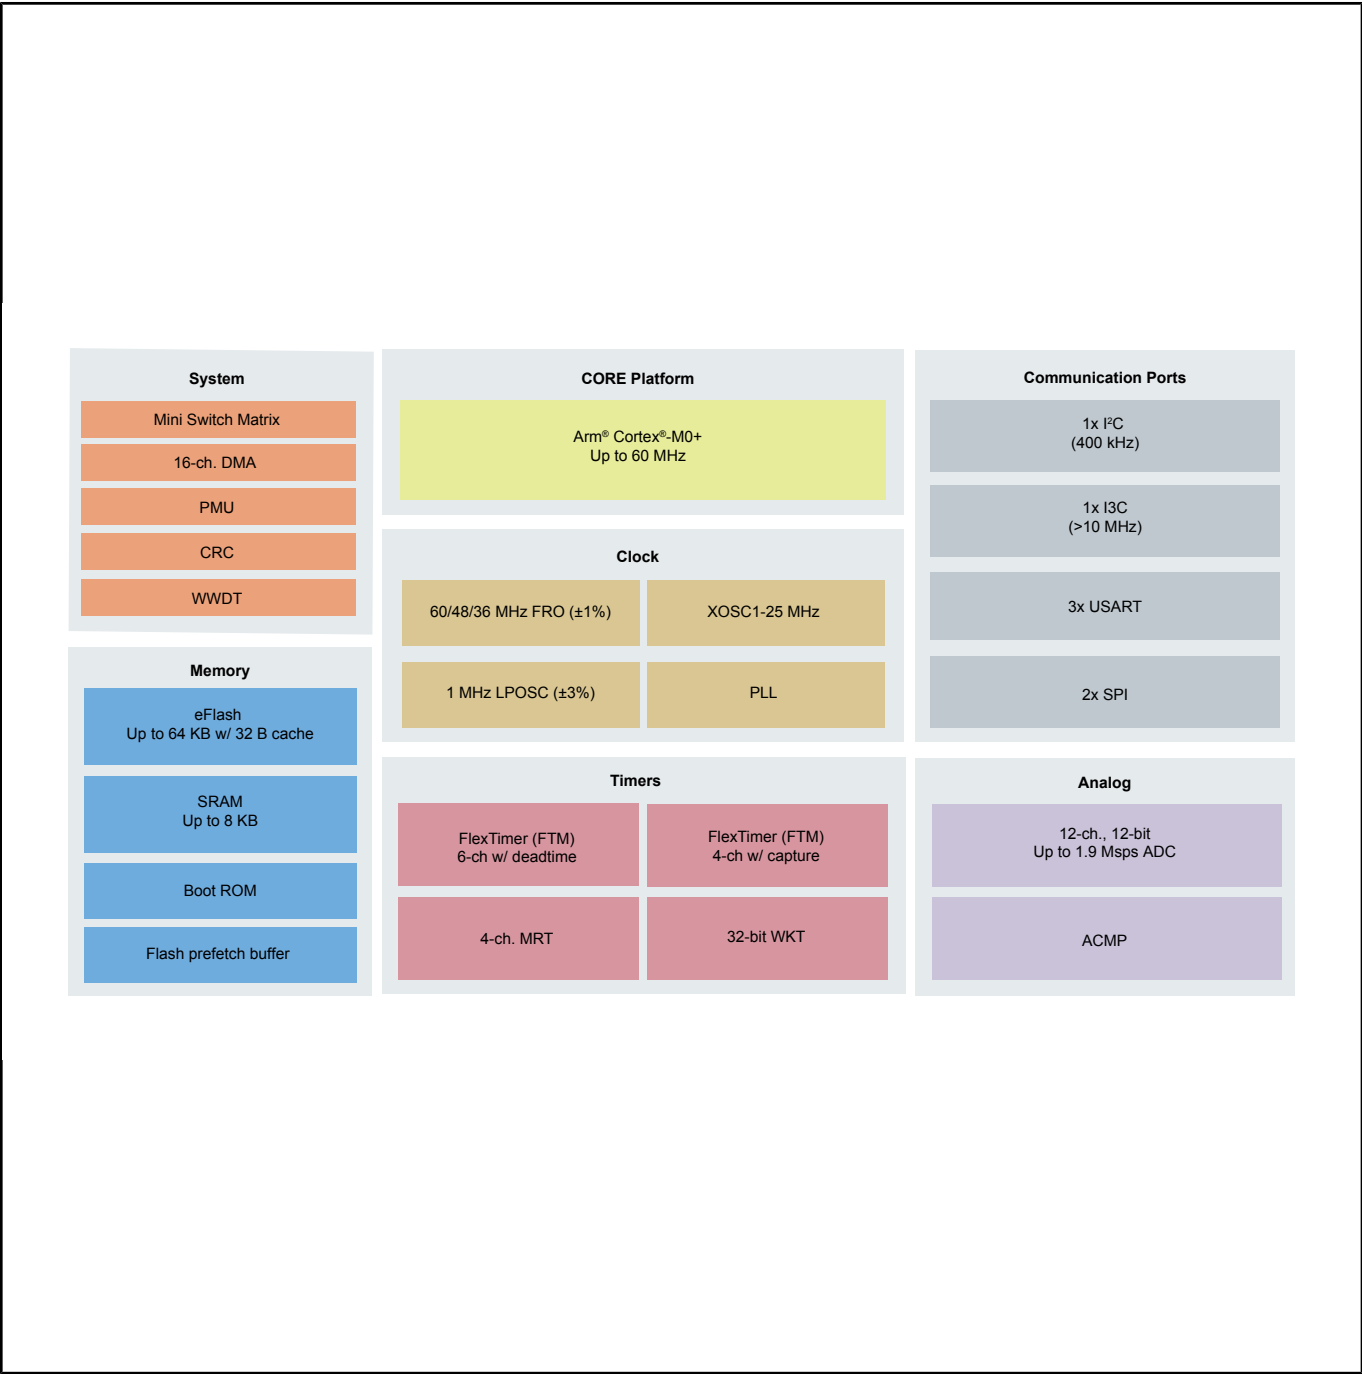 System
Mini Switch Matrix
16-ch. DMA
PMU
CRC
WWDT
Memory
eFlash
Up to 64 KB w/ 32 B cache
SRAM
Up to 8 KB
Boot ROM
Flash prefetch buffer
CORE Platform
Arm® Cortex®-M0+
Up to 60 MHz
Clock
60/48/36 MHz FRO (±1%)
XOSC1-25 MHz
1 MHz LPOSC (±3%)
PLL
Timers
FlexTimer (FTM)
6-ch w/ deadtime
FlexTimer (FTM)
4-ch w/ capture
4-ch. MRT
32-bit WKT
Communication Ports
1x I²C
(400 kHz)
1x I3C
(>10 MHz)
3x USART
2x SPI
Analog
12-ch., 12-bit
Up to 1.9 Msps ADC
ACMP